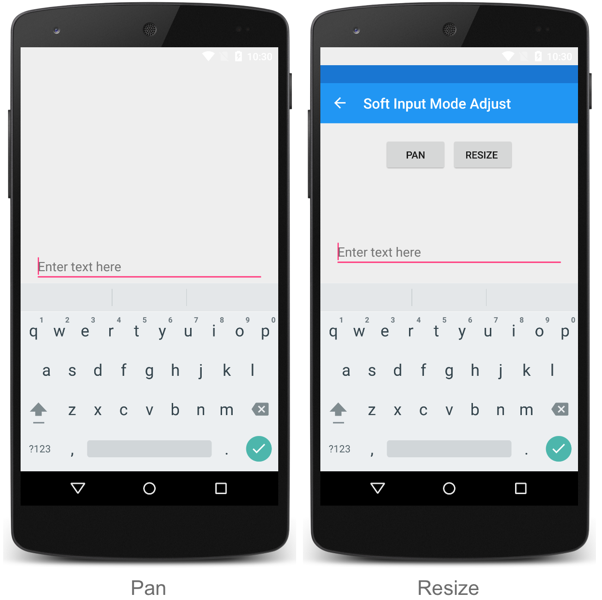 10:30
Enter text here
1 2 3 4 5 6 7 8 9 0
q w e r t y u i o p
a s d f g h j k l
z x c v b n m
?123 , .
Pan
10:30
Soft Input Mode Adjust
PAN RESIZE
Enter text here
1 2 3 4 5 6 7 8 9 0
q w e r t y u i o p
a s d f g h j k l
z x c v b n m
?123 , .
Resize